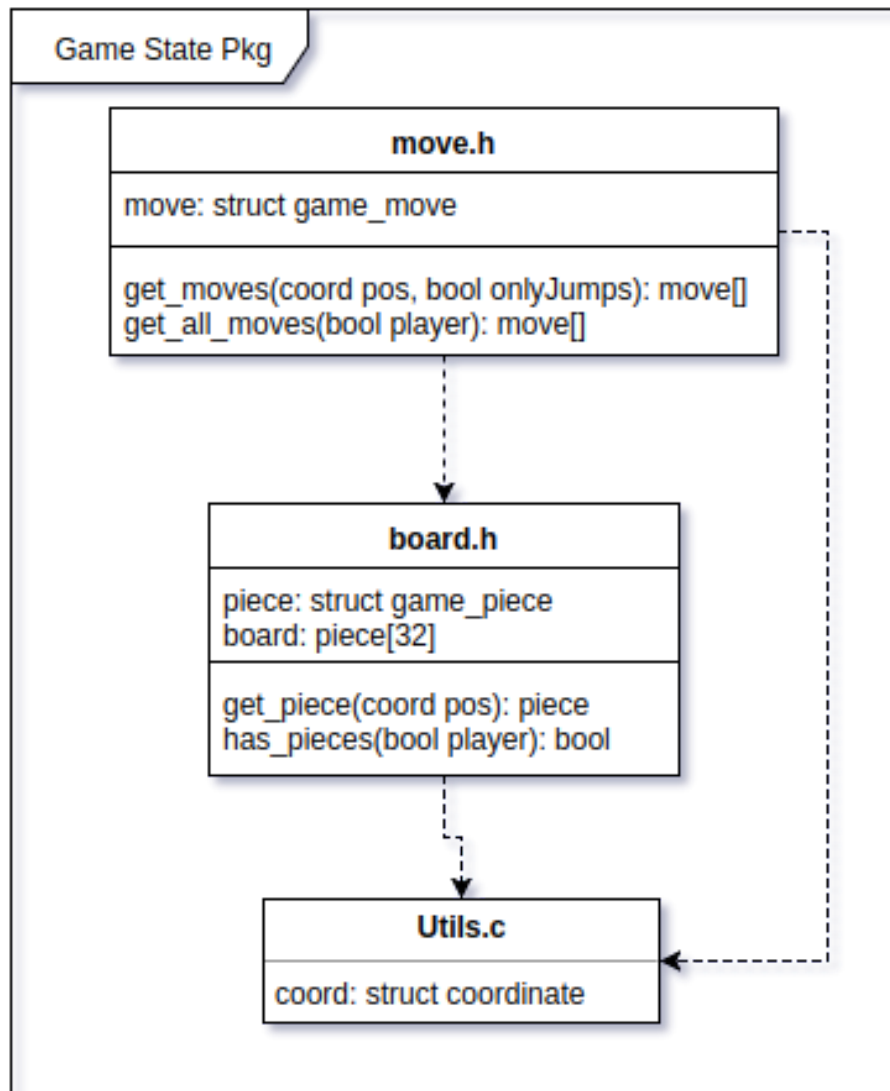 Game State Pkg
move.h
move: struct game_move
get_moves(coord pos, bool onlyJumps): move[]
get_all_moves(bool player): move[]
board.h
piece: struct game_piece
board: piece[32]
get_piece(coord pos): piece
has_pieces(bool player): bool
Utils.c
coord: struct coordinate